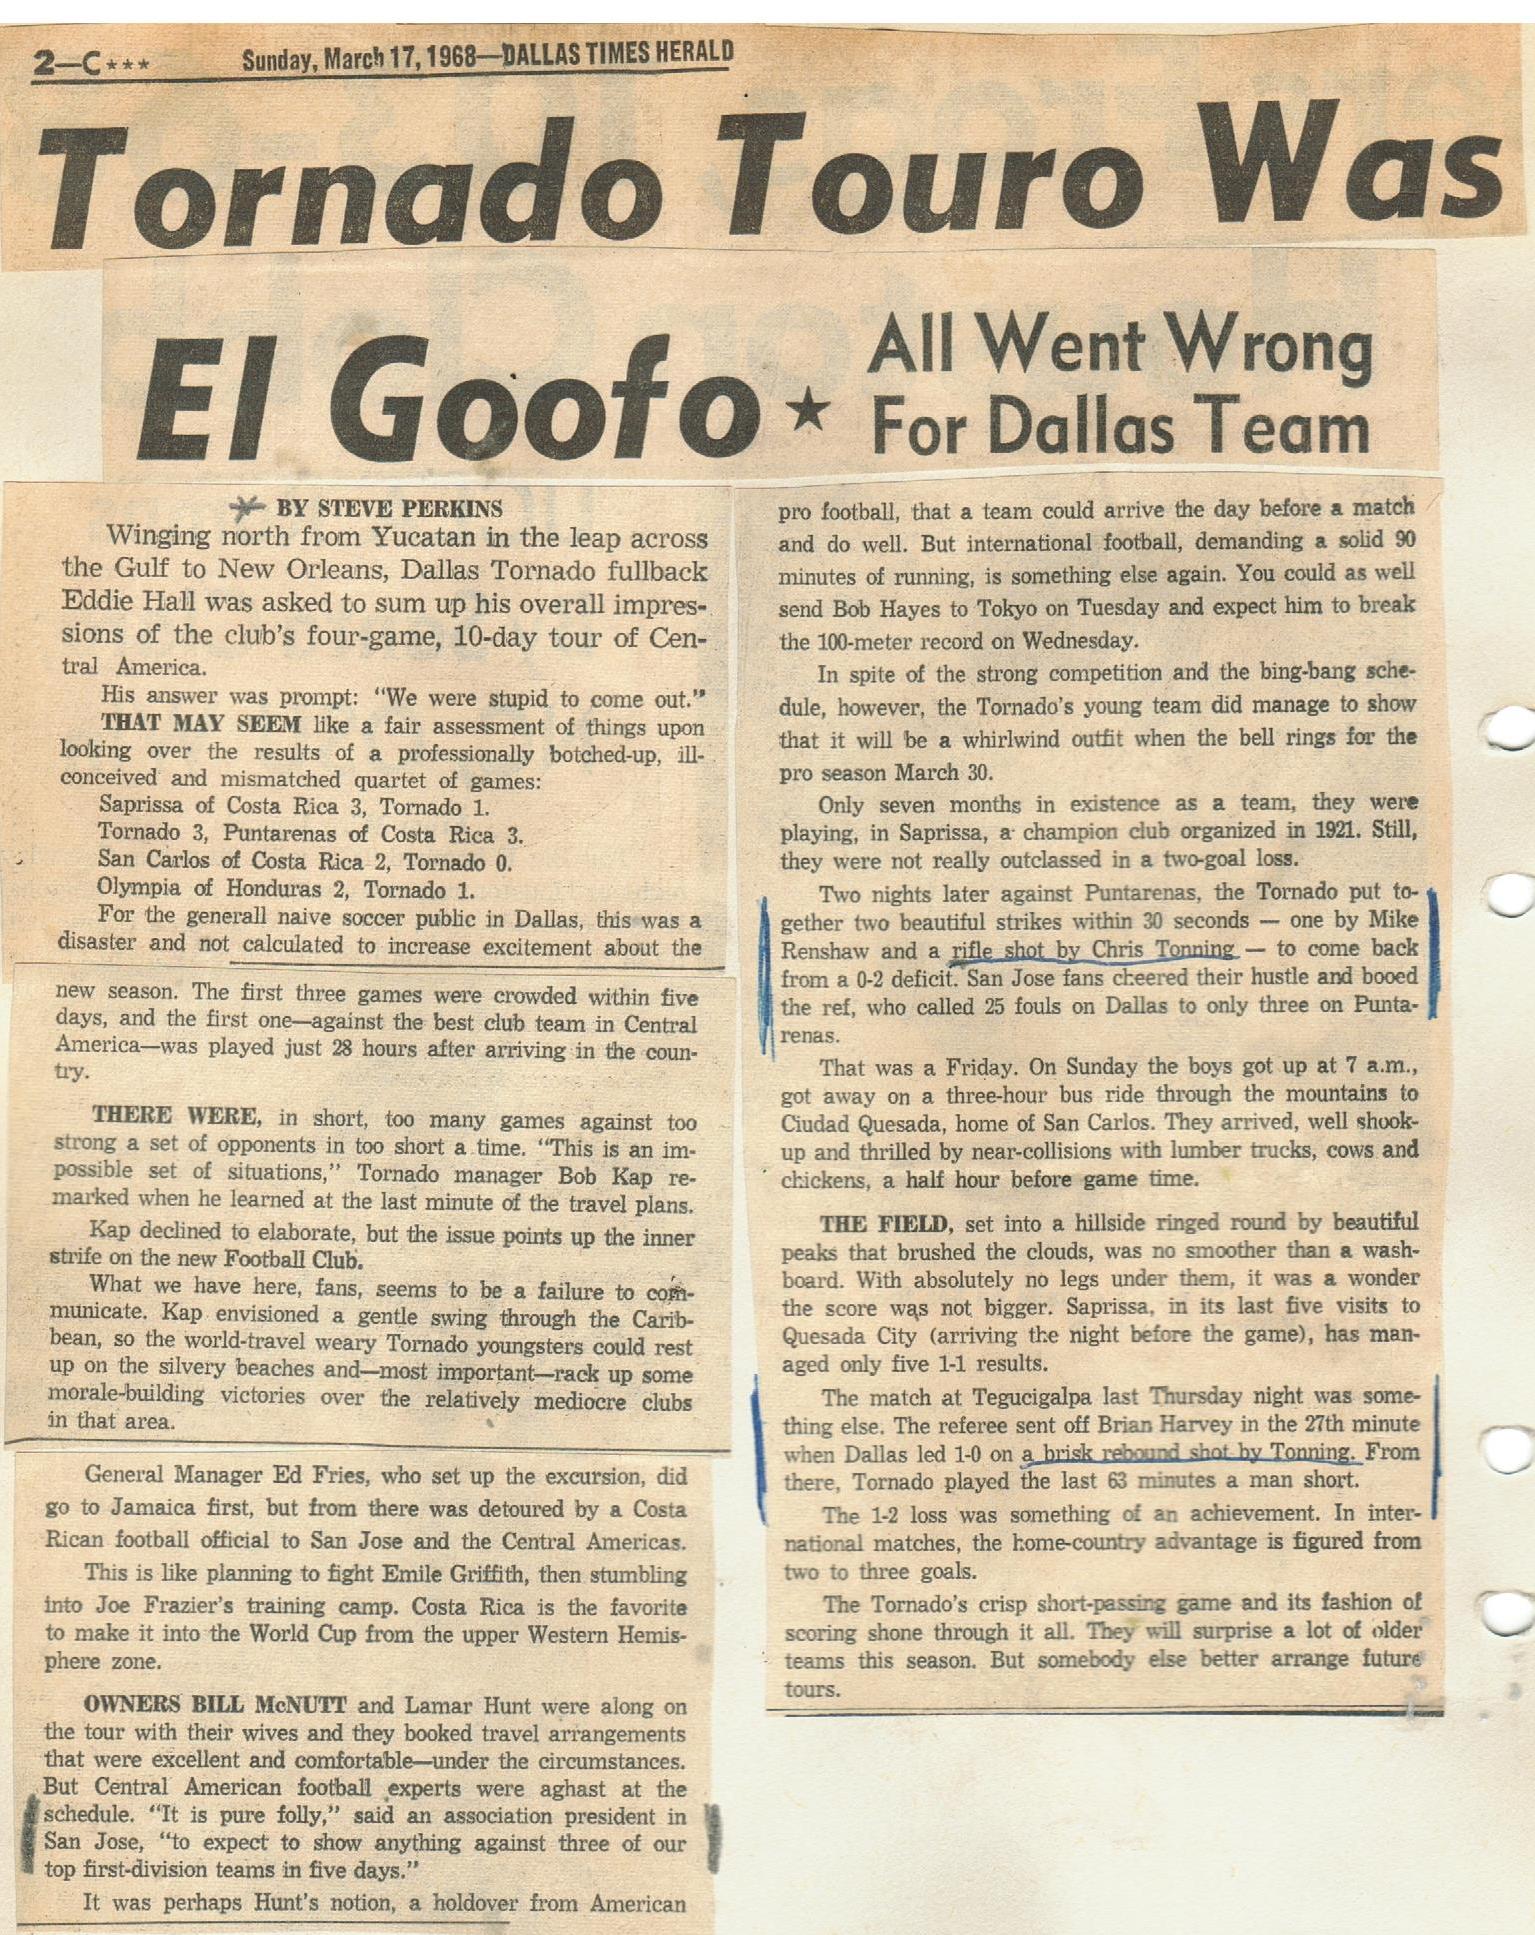 2—C★★★ Sunday, March 17, 1968—DALLAS TIMES HERALD
Tornado Touro Was
El Goofo ★ All Went Wrong
For Dallas Team
BY STEVE PERKINS
Winging north from Yucatan in the leap across
the Gulf to New Orleans, Dallas Tornado fullback
Eddie Hall was asked to sum up his overall impres-
sions of the club's four-game, 10-day tour of Cen-
tral America.
His answer was prompt: "We were stupid to come out."
THAT MAY SEEM like a fair assessment of things upon
looking over the results of a professionally botched-up, ill-
conceived and mismatched quartet of games:
Saprissa of Costa Rica 3, Tornado 1.
Tornado 3, Puntarenas of Costa Rica 3.
San Carlos of Costa Rica 2, Tornado 0.
Olympia of Honduras 2, Tornado 1.
For the generall naive soccer public in Dallas, this was a
disaster and not calculated to increase excitement about the
new season. The first three games were crowded within five
days, and the first one—against the best club team in Central
America—was played just 28 hours after arriving in the coun-
try.
THERE WERE, in short, too many games against too
strong a set of opponents in too short a time. "This is an im-
possible set of situations," Tornado manager Bob Kap re-
marked when he learned at the last minute of the travel plans.
Kap declined to elaborate, but the issue points up the inner
strife on the new Football Club.
What we have here, fans, seems to be a failure to com-
municate. Kap envisioned a gentle swing through the Carib-
bean, so the world-travel weary Tornado youngsters could rest
up on the silvery beaches and—most important—rack up some
morale-building victories over the relatively mediocre clubs
in that area.
General Manager Ed Fries, who set up the excursion, did
go to Jamaica first, but from there was detoured by a Costa
Rican football official to San Jose and the Central Americas.
This is like planning to fight Emile Griffith, then stumbling
into Joe Frazier's training camp. Costa Rica is the favorite
to make it into the World Cup from the upper Western Hemis-
phere zone.
OWNERS BILL McNUTT and Lamar Hunt were along on
the tour with their wives and they booked travel arrangements
that were excellent and comfortable—under the circumstances.
But Central American football experts were aghast at the
schedule. "It is pure folly," said an association president in
San Jose, "to expect to show anything against three of our
top first-division teams in five days."
It was perhaps Hunt's notion, a holdover from American
pro football, that a team could arrive the day before a match
and do well. But international football, demanding a solid 90
minutes of running, is something else again. You could as well
send Bob Hayes to Tokyo on Tuesday and expect him to break
the 100-meter record on Wednesday.
In spite of the strong competition and the bing-bang sche-
dule, however, the Tornado's young team did manage to show
that it will be a whirlwind outfit when the bell rings for the
pro season March 30.
Only seven months in existence as a team, they were
playing, in Saprissa, a champion club organized in 1921. Still,
they were not really outclassed in a two-goal loss.
Two nights later against Puntarenas, the Tornado put to-
gether two beautiful strikes within 30 seconds — one by Mike
Renshaw and a rifle shot by Chris Tonning — to come back
from a 0-2 deficit. San Jose fans cheered their hustle and booed
the ref, who called 25 fouls on Dallas to only three on Punta-
renas.
That was a Friday. On Sunday the boys got up at 7 a.m.,
got away on a three-hour bus ride through the mountains to
Ciudad Quesada, home of San Carlos. They arrived, well shook-
up and thrilled by near-collisions with lumber trucks, cows and
chickens, a half hour before game time.
THE FIELD, set into a hillside ringed round by beautiful
peaks that brushed the clouds, was no smoother than a wash-
board. With absolutely no legs under them, it was a wonder
the score was not bigger. Saprissa, in its last five visits to
Quesada City (arriving the night before the game), has man-
aged only five 1-1 results.
The match at Tegucigalpa last Thursday night was some-
thing else. The referee sent off Brian Harvey in the 27th minute
when Dallas led 1-0 on a brisk rebound shot by Tonning. From
there, Tornado played the last 63 minutes a man short.
The 1-2 loss was something of an achievement. In inter-
national matches, the home-country advantage is figured from
two to three goals.
The Tornado's crisp short-passing game and its fashion of
scoring shone through it all. They will surprise a lot of older
teams this season. But somebody else better arrange future
tours.